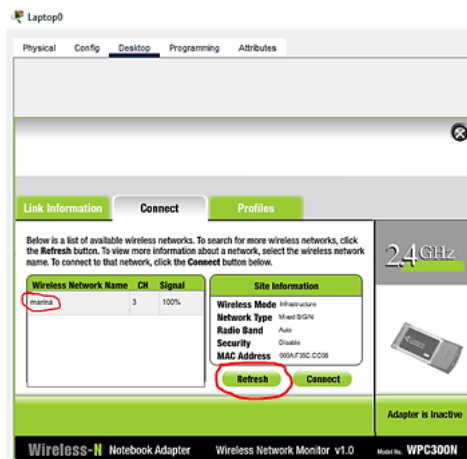 Laptop0
Physical Config Desktop Programming Attributes
Link Information Connect Profiles
Below is a list of available wireless networks. To search for more wireless networks, click
the Refresh button. To view more information about a network, select the wireless network
name. To connect to that network, click the Connect button below.
Wireless Network Name CH Signal
marina 3 100%
Site Information
Wireless Mode Infrastructure
Network Type Mixed B/G/N
Radio Band Auto
Security Disable
MAC Address 000A.F35C.CC08
Refresh Connect
2.4GHz
Adapter is Inactive
Wireless-N Notebook Adapter Wireless Network Monitor v1.0 Model No. WPC300N